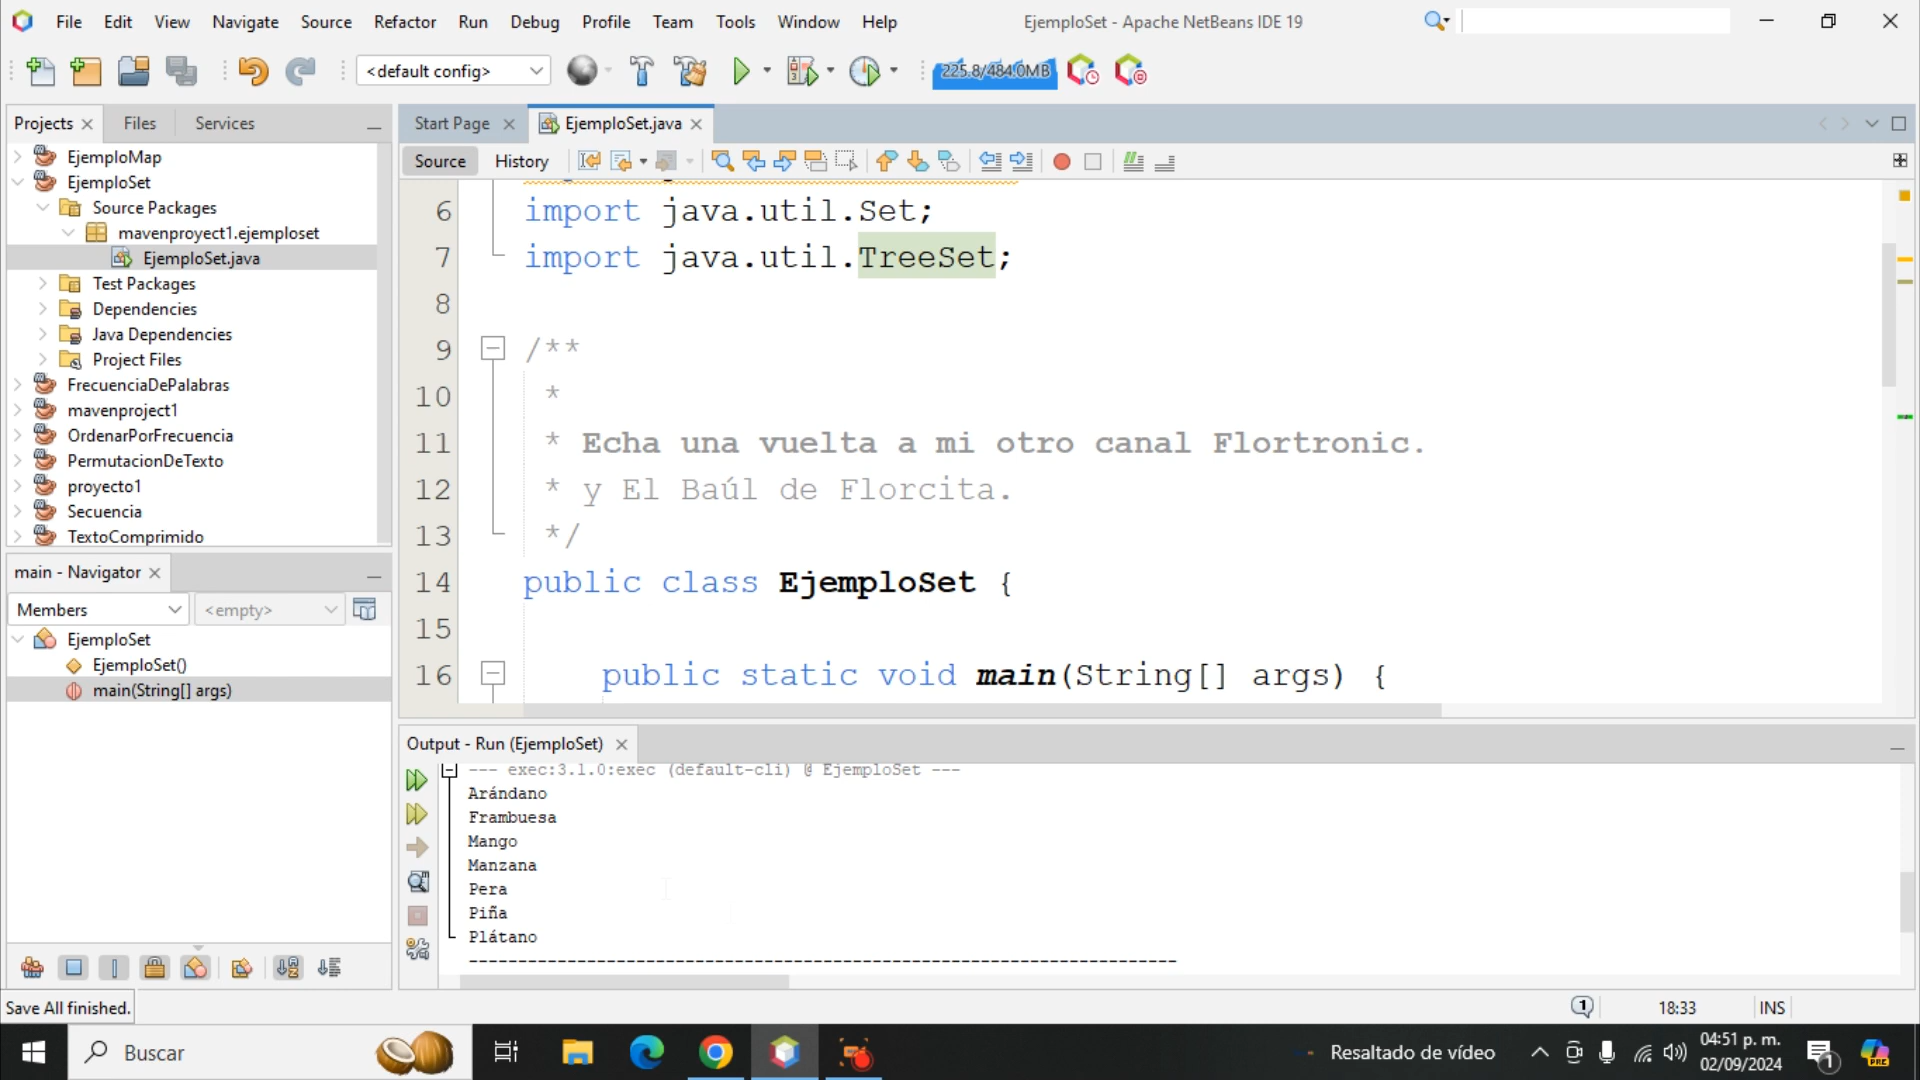 File Edit View Navigate Source Refactor Run Debug Profile Team Tools Window Help EjemploSet - Apache NetBeans IDE 19
<default config> 225.8/484.0MB
Projects Files Services
EjemploMap
EjemploSet
Source Packages
mavenproyect1.ejemploset
EjemploSet.java
Test Packages
Dependencies
Java Dependencies
Project Files
FrecuenciaDePalabras
mavenproject1
OrdenarPorFrecuencia
PermutacionDeTexto
proyecto1
Secuencia
TextoComprimido
main - Navigator
Members <empty>
EjemploSet
EjemploSet()
main(String[] args)
Start Page EjemploSet.java
Source History
6 import java.util.Set;
7 import java.util.TreeSet;
8
9 /**
10 *
11 * Echa una vuelta a mi otro canal Flortronic.
12 * y El Baúl de Florcita.
13 */
14 public class EjemploSet {
15
16 public static void main(String[] args) {
Output - Run (EjemploSet)
--- exec:3.1.0:exec (default-cli) @ EjemploSet ---
Arándano
Frambuesa
Mango
Manzana
Pera
Piña
Plátano
------------------------------------------------------------------------
Save All finished. 1 18:33 INS
Buscar Resaltado de vídeo 04:51 p. m.
02/09/2024 1 PRE